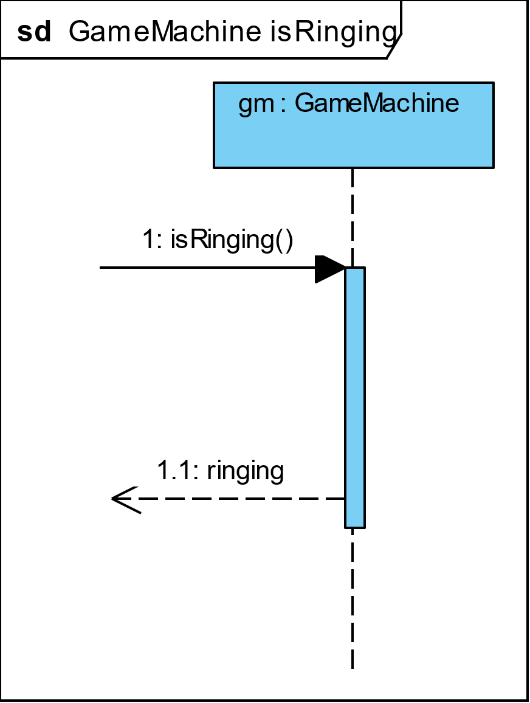 sd GameMachine isRinging
gm : GameMachine
1: isRinging()
1.1: ringing